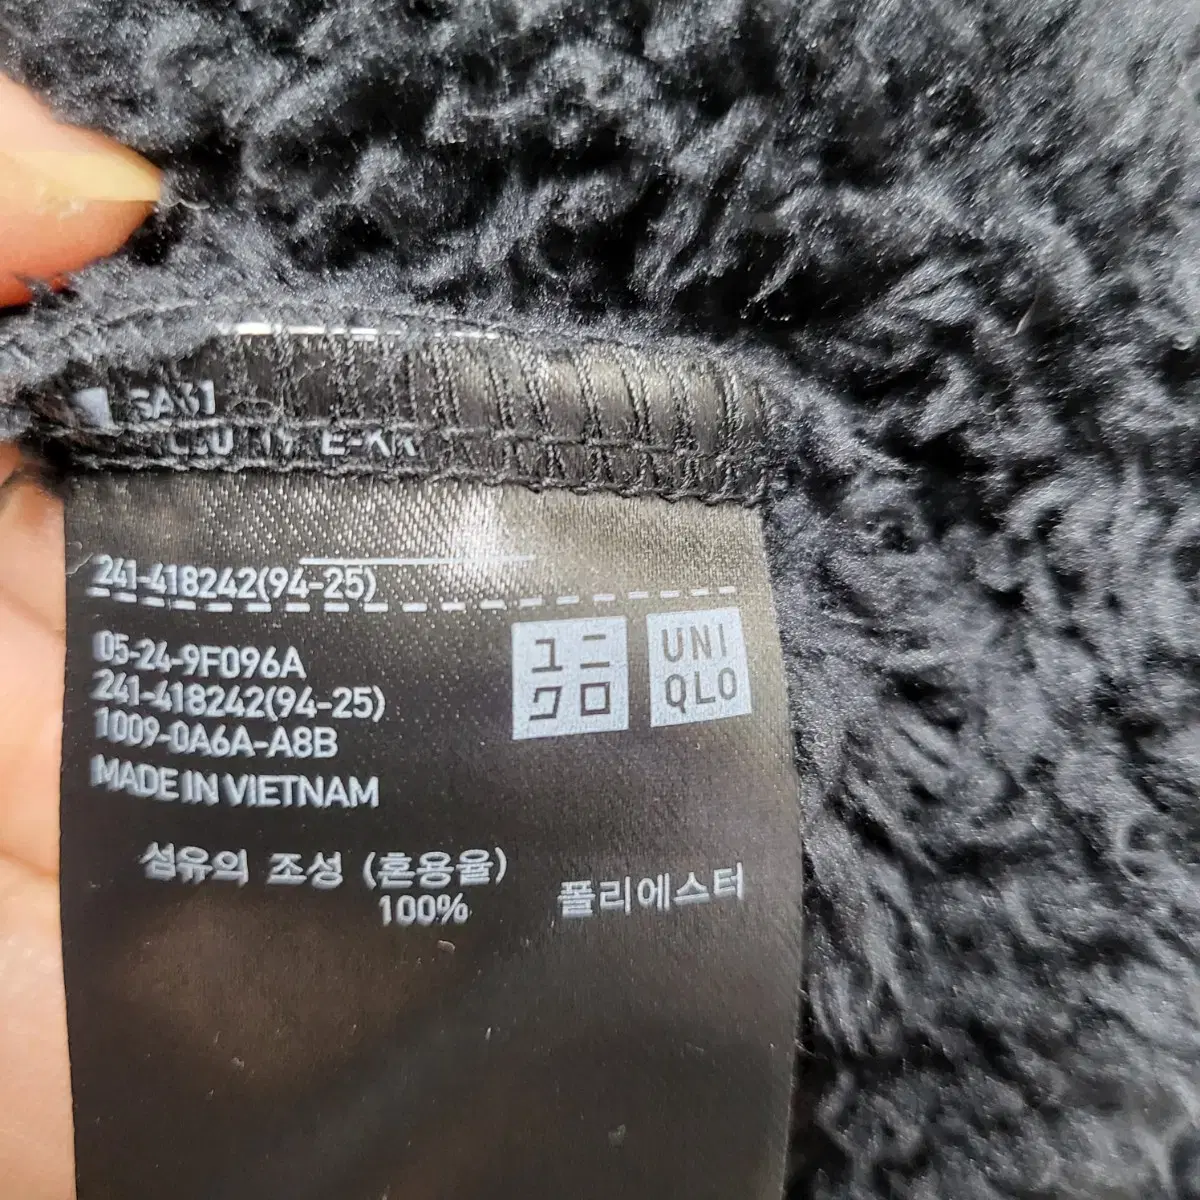 241-418242(94-25)
05-24-9F096A
241-418242(94-25)
1009-0A6A-A8B
MADE IN VIETNAM
ユニ
クロ
UNI
QLO
섬유의 조성 (혼용율)
100% 폴리에스터